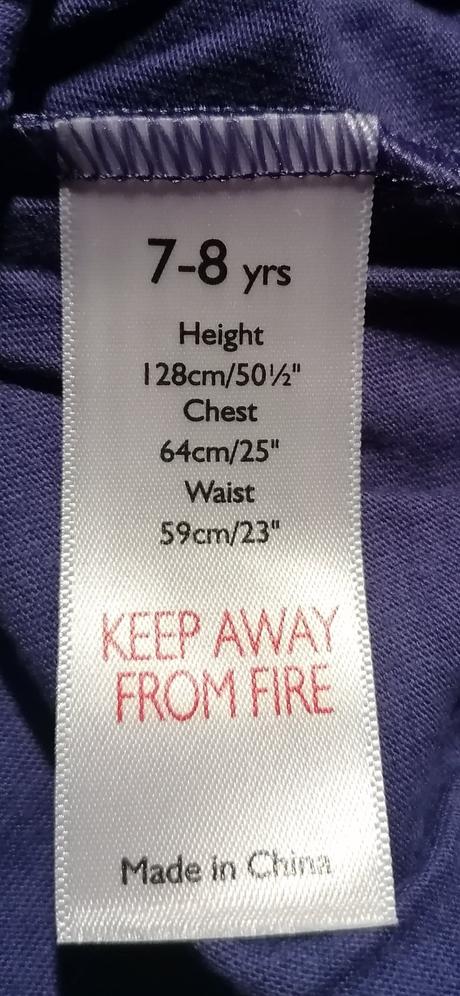 7-8 yrs
Height
128cm/50½"
Chest
64cm/25"
Waist
59cm/23"
KEEP AWAY
FROM FIRE
Made in China